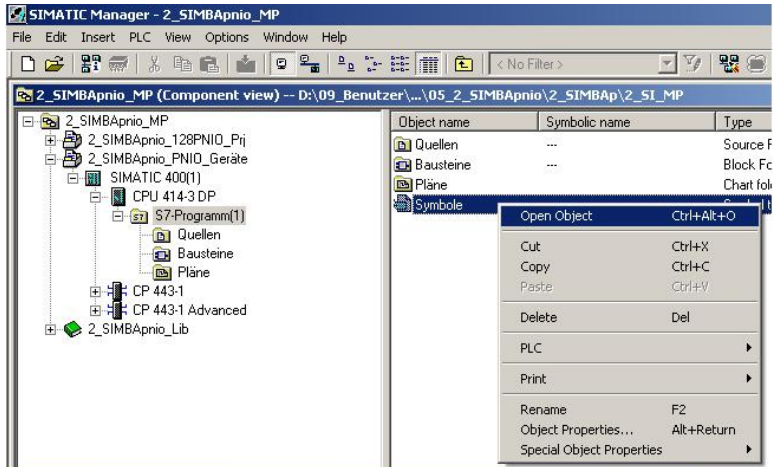 SIMATIC Manager - 2_SIMBApnio_MP
File Edit Insert PLC View Options Window Help
< No Filter >
2_SIMBApnio_MP (Component view) -- D:\09_Benutzer\...\05_2_SIMBApnio\2_SIMBAp\2_SI_MP
2_SIMBApnio_MP
2_SIMBApnio_128PNIO_Prj
2_SIMBApnio_PNIO_Geräte
SIMATIC 400(1)
CPU 414-3 DP
S7-Programm(1)
Quellen
Bausteine
Pläne
CP 443-1
CP 443-1 Advanced
2_SIMBApnio_Lib
Object name Symbolic name Type
Quellen --- Source F
Bausteine --- Block Fo
Pläne Chart fol
Symbole
Open Object Ctrl+Alt+O
Cut Ctrl+X
Copy Ctrl+C
Paste Ctrl+V
Delete Del
PLC
Print
Rename F2
Object Properties... Alt+Return
Special Object Properties